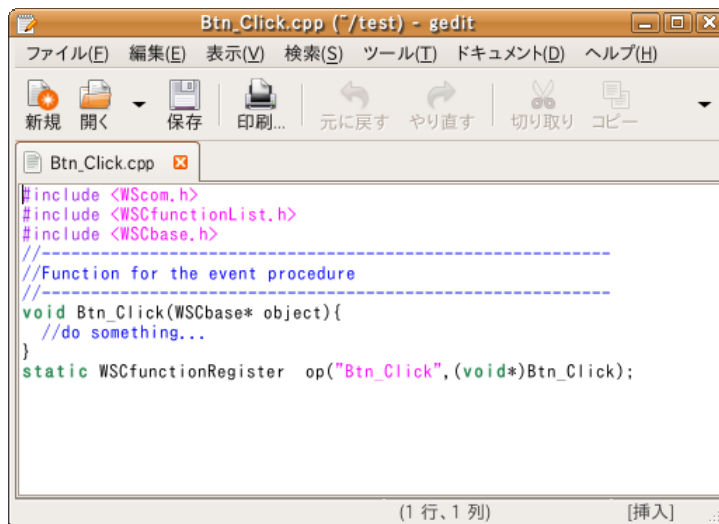 Btn_Click.cpp (~/test) - gedit
ファイル(F) 編集(E) 表示(V) 検索(S) ツール(T) ドキュメント(D) ヘルプ(H)
新規 開く 保存 印刷... 元に戻す やり直す 切り取り コピー
Btn_Click.cpp
#include <WScom.h>
#include <WSCfunctionList.h>
#include <WSCbase.h>
//------------------------------------------------------------
//Function for the event procedure
//------------------------------------------------------------
void Btn_Click(WSCbase* object){
  //do something...
}
static WSCfunctionRegister  op("Btn_Click",(void*)Btn_Click);
(1 行、1 列) [挿入]